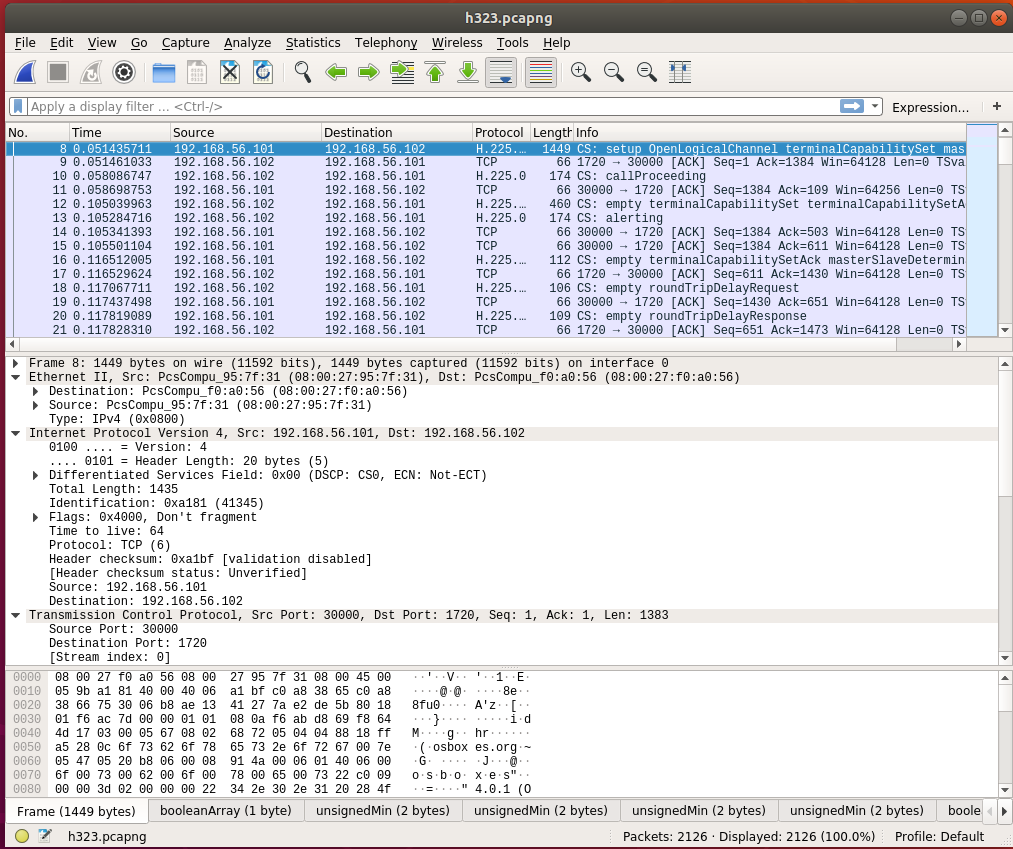 h323.pcapng
File Edit View Go Capture Analyze Statistics Telephony Wireless Tools Help
Apply a display filter ... <Ctrl-/> Expression... +
No. Time Source Destination Protocol Length Info
8 0.051435711 192.168.56.101 192.168.56.102 H.225.… 1449 CS: setup OpenLogicalChannel terminalCapabilitySet mas
9 0.051461033 192.168.56.102 192.168.56.101 TCP 66 1720 → 30000 [ACK] Seq=1 Ack=1384 Win=64128 Len=0 TSva
10 0.058086747 192.168.56.102 192.168.56.101 H.225.0 174 CS: callProceeding
11 0.058698753 192.168.56.101 192.168.56.102 TCP 66 30000 → 1720 [ACK] Seq=1384 Ack=109 Win=64256 Len=0 TS
12 0.105039963 192.168.56.102 192.168.56.101 H.225.… 460 CS: empty terminalCapabilitySet terminalCapabilitySetA
13 0.105284716 192.168.56.102 192.168.56.101 H.225.0 174 CS: alerting
14 0.105341393 192.168.56.101 192.168.56.102 TCP 66 30000 → 1720 [ACK] Seq=1384 Ack=503 Win=64128 Len=0 TS
15 0.105501104 192.168.56.101 192.168.56.102 TCP 66 30000 → 1720 [ACK] Seq=1384 Ack=611 Win=64128 Len=0 TS
16 0.116512005 192.168.56.101 192.168.56.102 H.225.… 112 CS: empty terminalCapabilitySetAck masterSlaveDetermin
17 0.116529624 192.168.56.102 192.168.56.101 TCP 66 1720 → 30000 [ACK] Seq=611 Ack=1430 Win=64128 Len=0 TS
18 0.117067711 192.168.56.102 192.168.56.101 H.225.… 106 CS: empty roundTripDelayRequest
19 0.117437498 192.168.56.101 192.168.56.102 TCP 66 30000 → 1720 [ACK] Seq=1430 Ack=651 Win=64128 Len=0 TS
20 0.117819089 192.168.56.101 192.168.56.102 H.225.… 109 CS: empty roundTripDelayResponse
21 0.117828310 192.168.56.102 192.168.56.101 TCP 66 1720 → 30000 [ACK] Seq=651 Ack=1473 Win=64128 Len=0 TS
Frame 8: 1449 bytes on wire (11592 bits), 1449 bytes captured (11592 bits) on interface 0
Ethernet II, Src: PcsCompu_95:7f:31 (08:00:27:95:7f:31), Dst: PcsCompu_f0:a0:56 (08:00:27:f0:a0:56)
Destination: PcsCompu_f0:a0:56 (08:00:27:f0:a0:56)
Source: PcsCompu_95:7f:31 (08:00:27:95:7f:31)
Type: IPv4 (0x0800)
Internet Protocol Version 4, Src: 192.168.56.101, Dst: 192.168.56.102
0100 .... = Version: 4
.... 0101 = Header Length: 20 bytes (5)
Differentiated Services Field: 0x00 (DSCP: CS0, ECN: Not-ECT)
Total Length: 1435
Identification: 0xa181 (41345)
Flags: 0x4000, Don't fragment
Time to live: 64
Protocol: TCP (6)
Header checksum: 0xa1bf [validation disabled]
[Header checksum status: Unverified]
Source: 192.168.56.101
Destination: 192.168.56.102
Transmission Control Protocol, Src Port: 30000, Dst Port: 1720, Seq: 1, Ack: 1, Len: 1383
Source Port: 30000
Destination Port: 1720
[Stream index: 0]
0000 08 00 27 f0 a0 56 08 00 27 95 7f 31 08 00 45 00 ··'··V·· '··1··E·
0010 05 9b a1 81 40 00 40 06 a1 bf c0 a8 38 65 c0 a8 ····@·@· ····8e··
0020 38 66 75 30 06 b8 ae 13 41 27 7a e2 de 5b 80 18 8fu0···· A'z··[··
0030 01 f6 ac 7d 00 00 01 01 08 0a f6 ab d8 69 f8 64 ···}···· ·····i·d
0040 4d 17 03 00 05 67 08 02 68 72 05 04 04 88 18 ff M····g·· hr······
0050 a5 28 0c 6f 73 62 6f 78 65 73 2e 6f 72 67 00 7e ·(·osbox es.org·~
0060 05 47 05 20 b8 06 00 08 91 4a 00 06 01 40 06 00 ·G· ···· ·J···@··
0070 6f 00 73 00 62 00 6f 00 78 00 65 00 73 22 c0 09 o·s·b·o· x·e·s"··
0080 00 00 3d 02 00 00 00 22 34 2e 30 2e 31 20 28 4f ··=····" 4.0.1 (O
Frame (1449 bytes) booleanArray (1 byte) unsignedMin (2 bytes) unsignedMin (2 bytes) unsignedMin (2 bytes) unsignedMin (2 bytes) boole
h323.pcapng Packets: 2126 · Displayed: 2126 (100.0%) Profile: Default